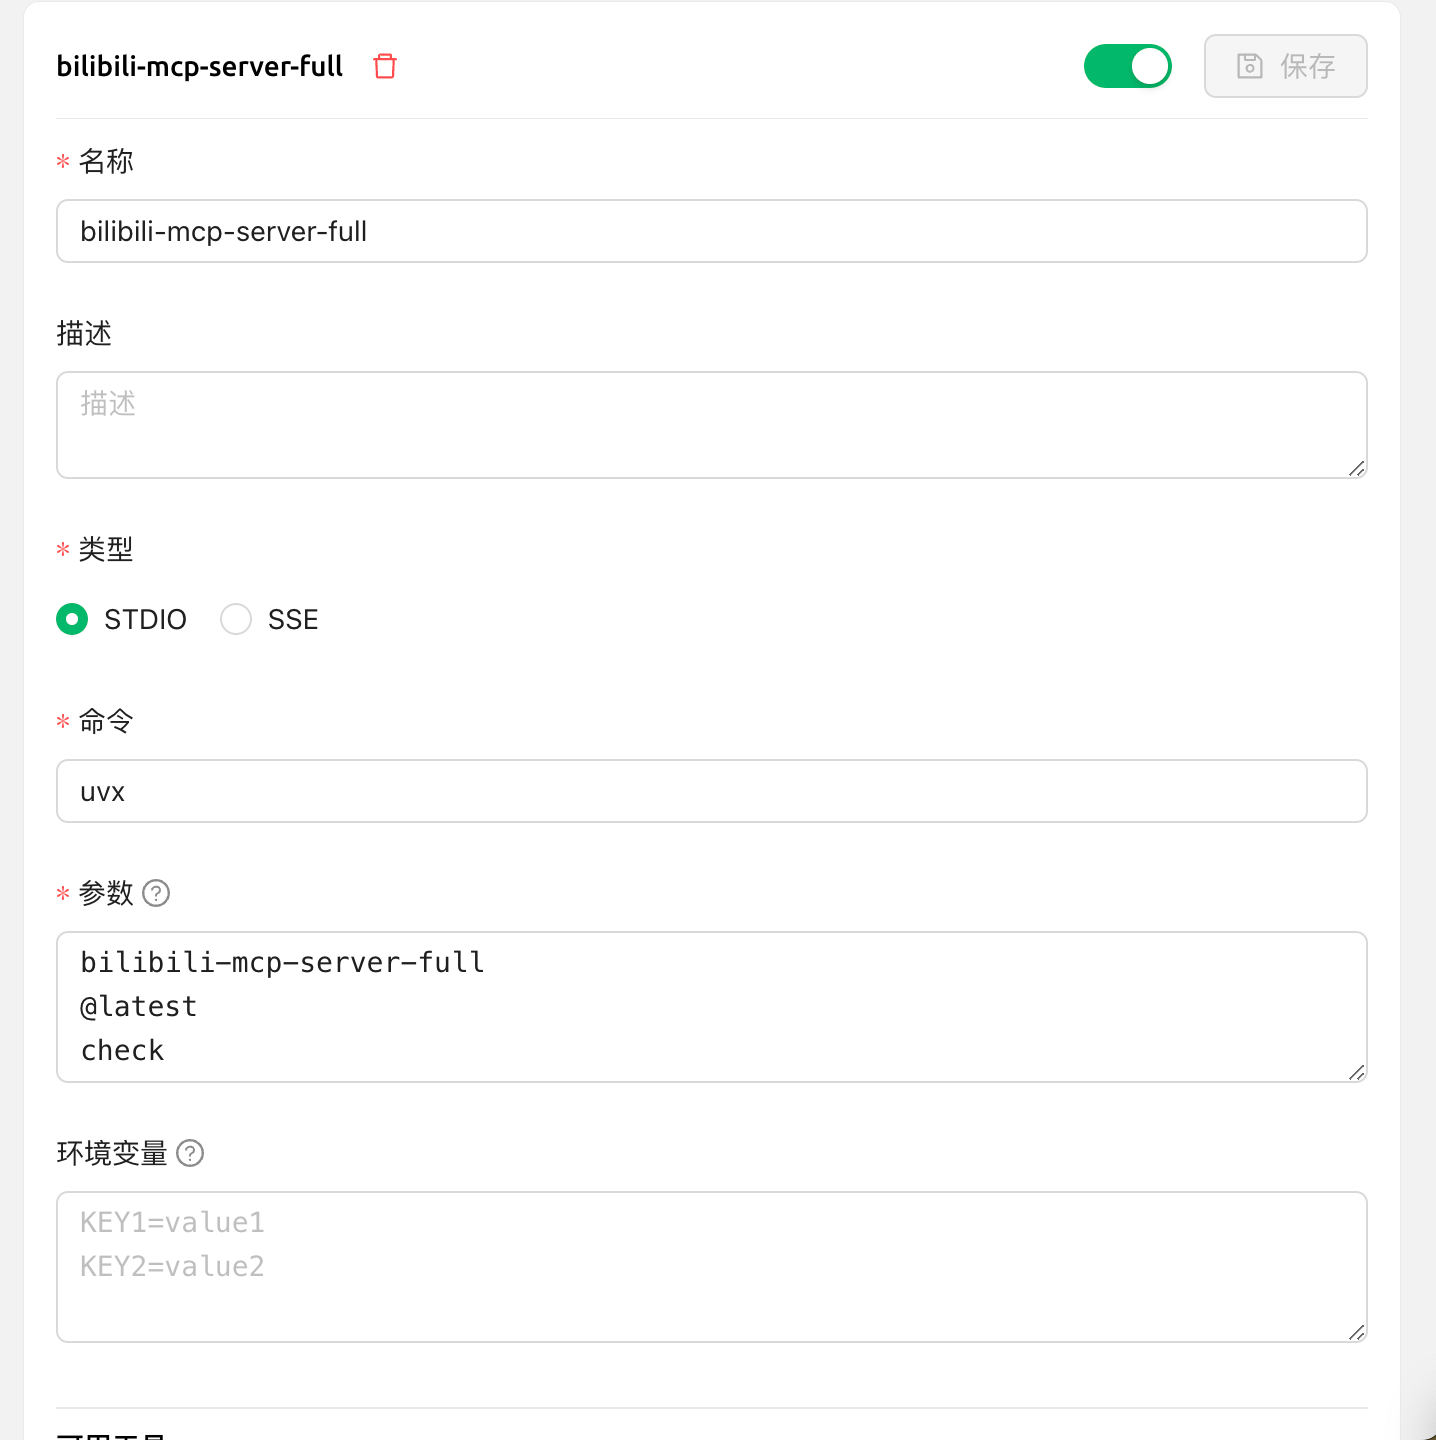 bilibili-mcp-server-full
保存
* 名称
bilibili-mcp-server-full
描述
描述
* 类型
STDIO SSE
* 命令
uvx
* 参数 ?
bilibili-mcp-server-full
@latest
check
环境变量 ?
KEY1=value1
KEY2=value2